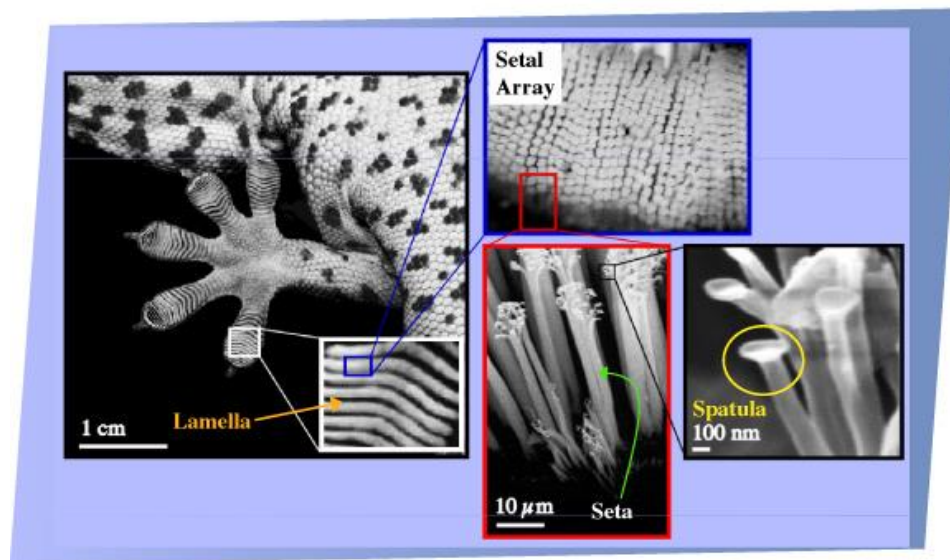 Setal
Array
Lamella
1 cm
Spatula
100 nm
10 μm
Seta